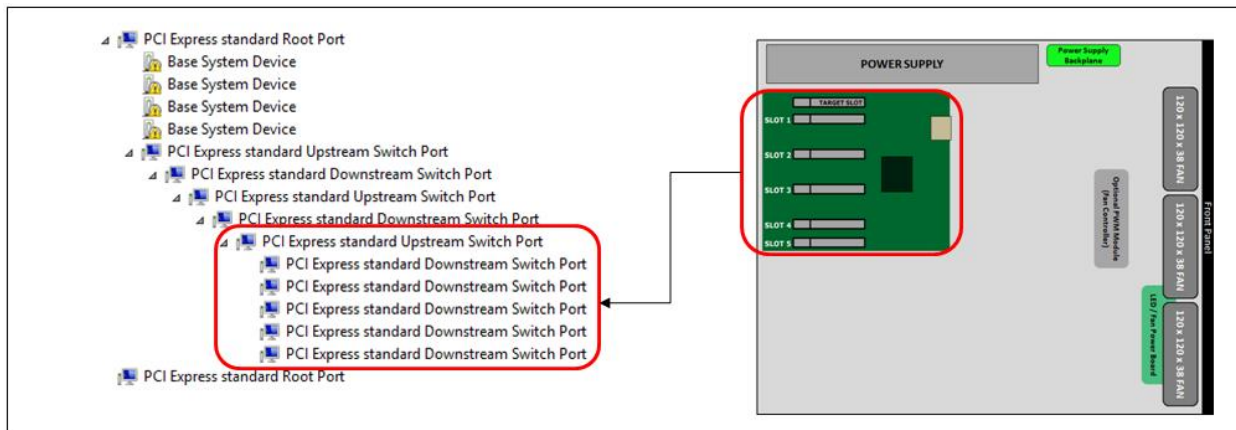 PCI Express standard Root Port
Base System Device
Base System Device
Base System Device
Base System Device
PCI Express standard Upstream Switch Port
PCI Express standard Downstream Switch Port
PCI Express standard Upstream Switch Port
PCI Express standard Downstream Switch Port
PCI Express standard Upstream Switch Port
PCI Express standard Downstream Switch Port
PCI Express standard Downstream Switch Port
PCI Express standard Downstream Switch Port
PCI Express standard Downstream Switch Port
PCI Express standard Downstream Switch Port
PCI Express standard Root Port
POWER SUPPLY
Power Supply
Backplane
TARGET SLOT
SLOT 1
SLOT 2
SLOT 3
SLOT 4
SLOT 5
Optional PWM Module
(Fan Controller)
LED / Fan Power Board
120 x 120 x 38 FAN
120 x 120 x 38 FAN
120 x 120 x 38 FAN
Front Panel